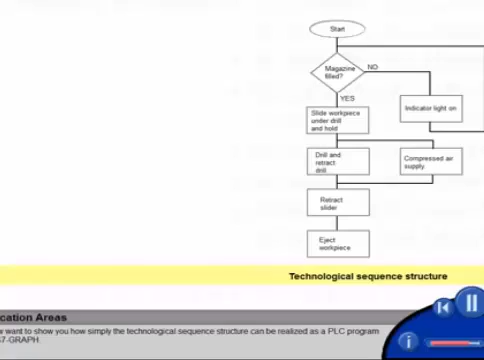 Start
Magazine
filled?
NO
YES
Slide workpiece
under drill
and hold
Indicator light on
Drill and
retract
drill
Compressed air
supply.
Retract
slider
Eject
workpiece
Technological sequence structure
cation Areas
w want to show you how simply the technological sequence structure can be realized as a PLC program
7-GRAPH.
i